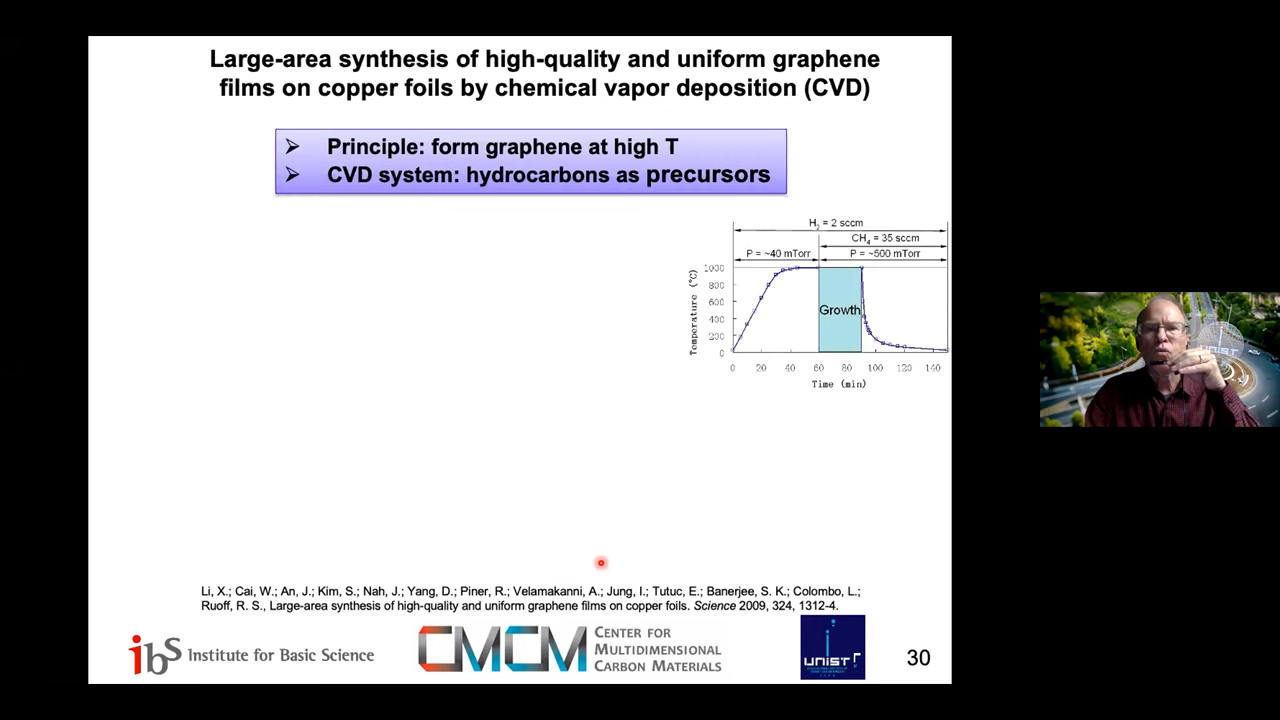 Large-area synthesis of high-quality and uniform graphene
films on copper foils by chemical vapor deposition (CVD)
➢ Principle: form graphene at high T
➢ CVD system: hydrocarbons as precursors
H₂ = 2 sccm
CH₄ = 35 sccm
P = ~40 mTorr
P = ~500 mTorr
Temperature (°C)
1000
800
600
400
200
0
Growth
0 20 40 60 80 100 120 140
Time (min)
Li, X.; Cai, W.; An, J.; Kim, S.; Nah, J.; Yang, D.; Piner, R.; Velamakanni, A.; Jung, I.; Tutuc, E.; Banerjee, S. K.; Colombo, L.;
Ruoff, R. S., Large-area synthesis of high-quality and uniform graphene films on copper foils. Science 2009, 324, 1312-4.
ibS Institute for Basic Science
CMCM
CENTER FOR
MULTIDIMENSIONAL
CARBON MATERIALS
UNIST
30
UNIST